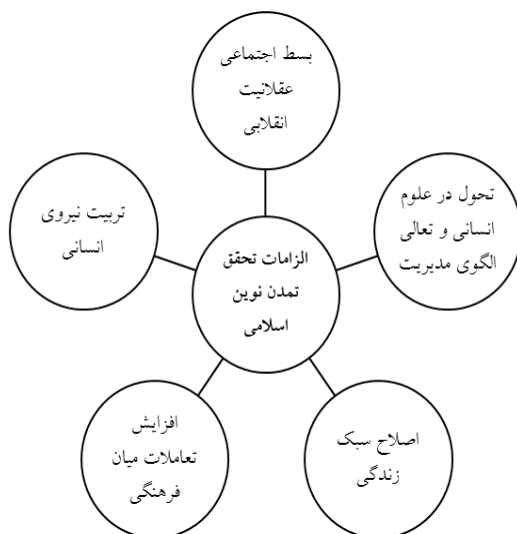 بسط اجتماعی
عقلانیت
انقلابی
تحول در علوم
انسانی و تعالی
الگوی مدیریت
تربیت نیروی
انسانی
الزامات تحقق
تمدن نوین
اسلامی
افزایش
تعاملات میان
فرهنگی
اصلاح سبک
زندگی